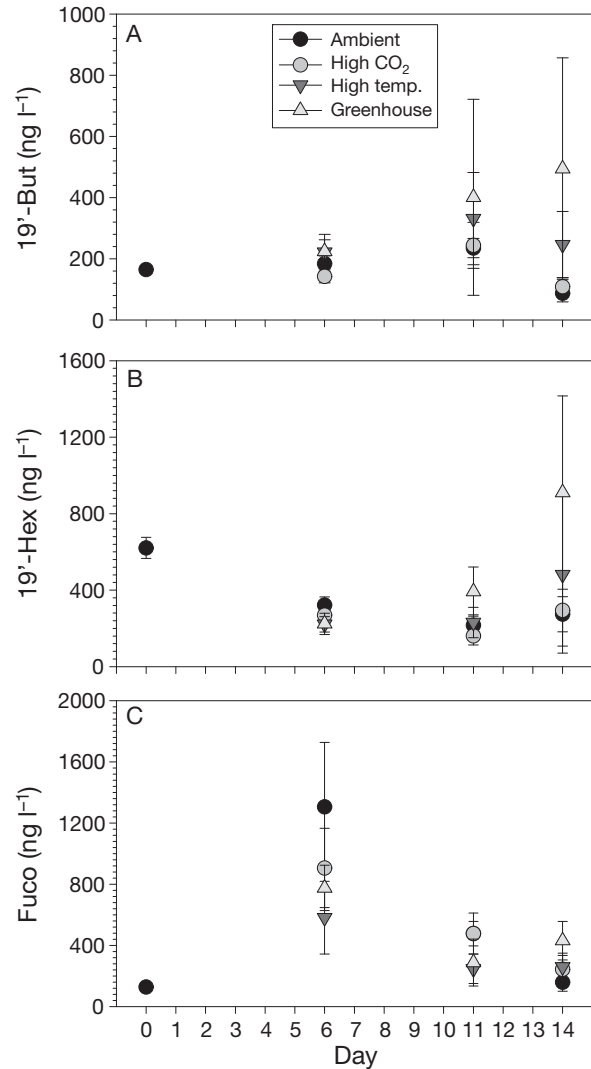 A
Ambient
High CO₂
High temp.
Greenhouse
19’-But (ng l⁻¹)
1000
800
600
400
200
0
B
19’-Hex (ng l⁻¹)
1600
1200
800
400
0
C
Fuco (ng l⁻¹)
2000
1600
1200
800
400
0
0 1 2 3 4 5 6 7 8 9 10 11 12 13 14
Day